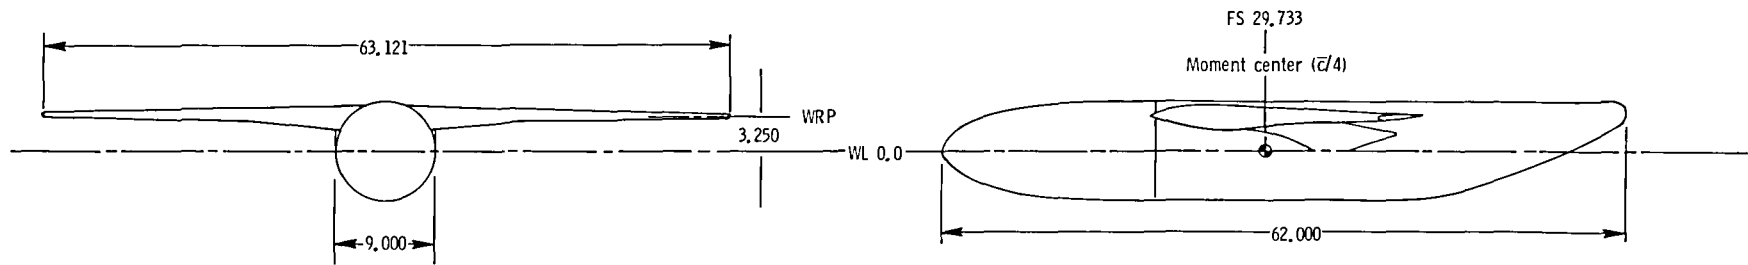 63.121
WRP
3.250
9.000
FS 29.733
Moment center (c̅/4)
WL 0.0
62.000